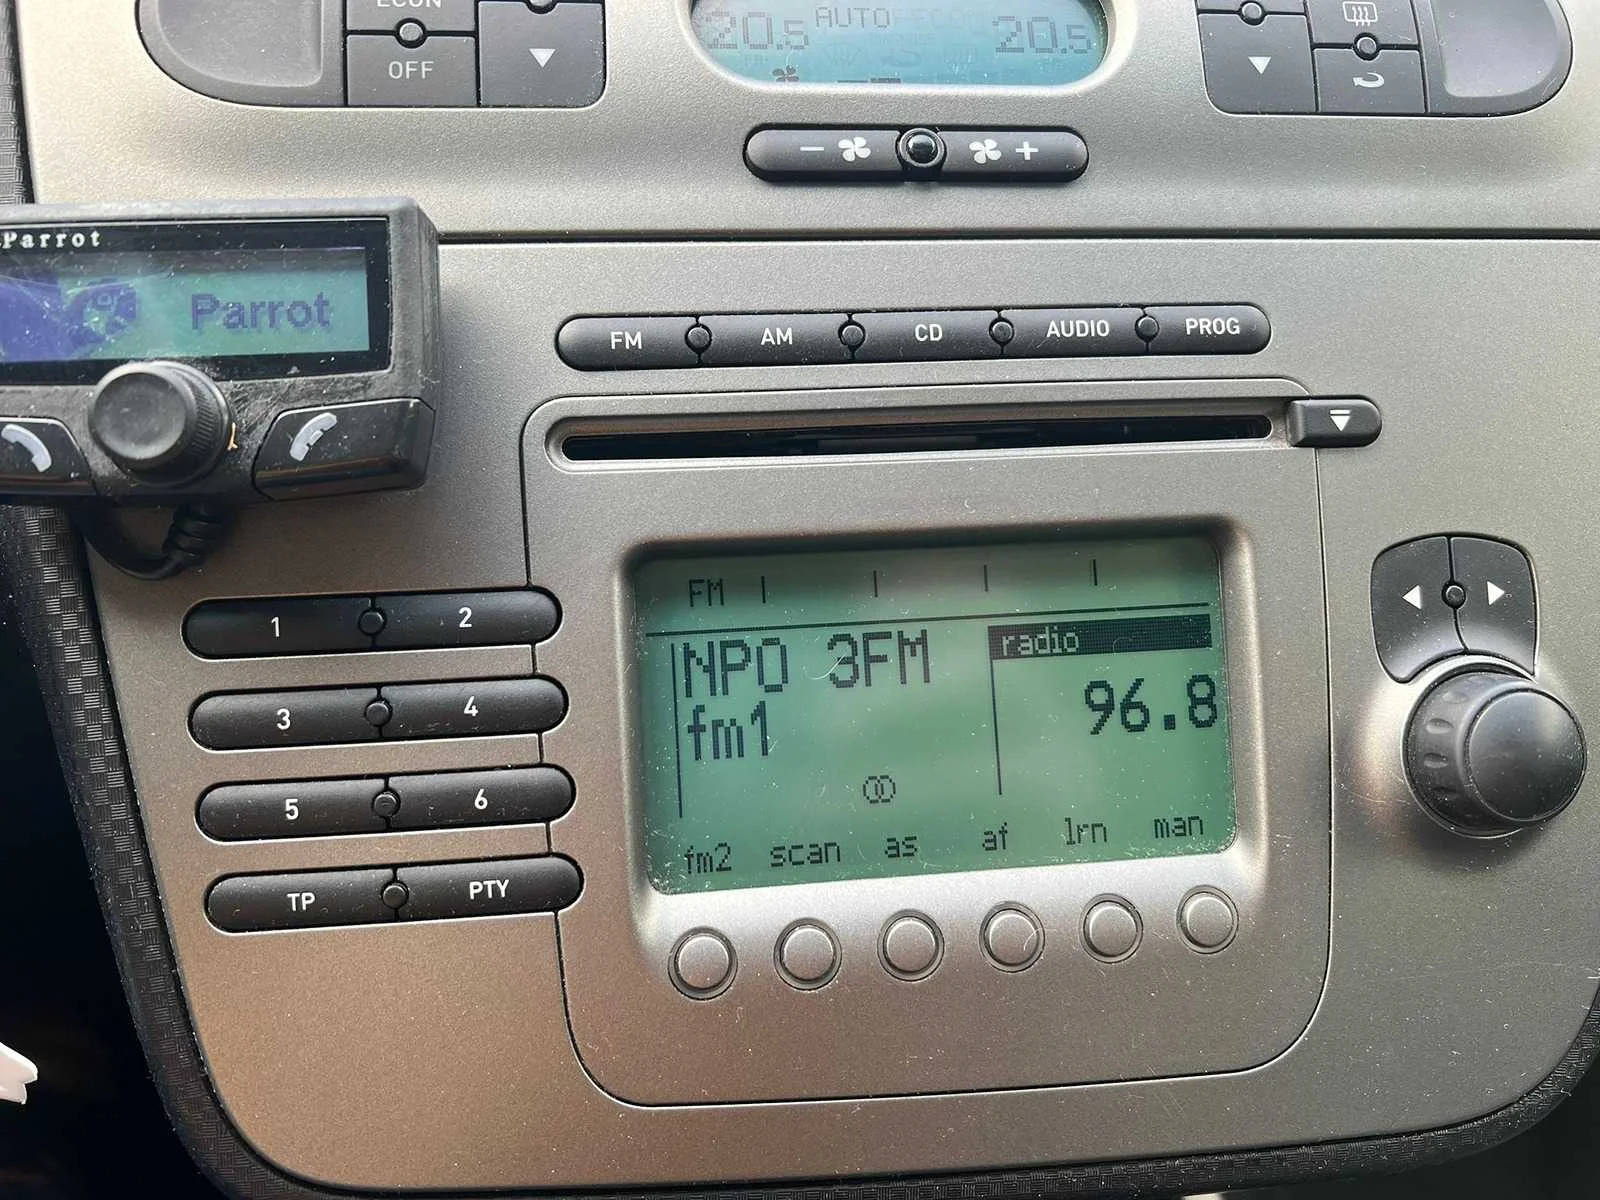 ECON
OFF
20.5 AUTO ECON 20.5
- +
Parrot
Parrot
FM AM CD AUDIO PROG
1 2
3 4
5 6
TP PTY
FM
NPO 3FM
radio
fm1
96.8
fm2 scan as af lrn man